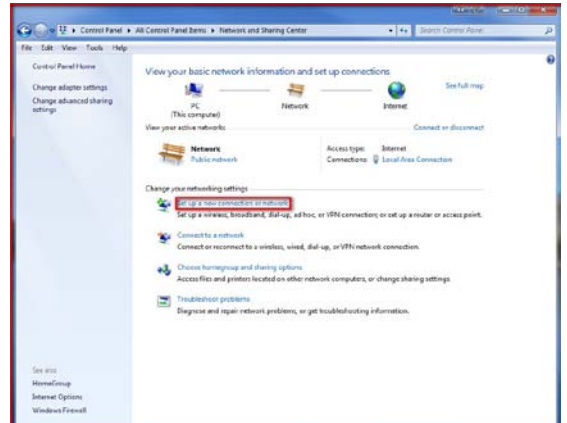 Control Panel ▸ All Control Panel Items ▸ Network and Sharing Center
Search Control Panel
File Edit View Tools Help
Control Panel Home
Change adapter settings
Change advanced sharing
settings
View your basic network information and set up connections
See full map
PC
(This computer)
Network
Internet
View your active networks
Connect or disconnect
Network
Public network
Access type: Internet
Connections: Local Area Connection
Change your networking settings
Set up a new connection or network
Set up a wireless, broadband, dial-up, ad hoc, or VPN connection; or set up a router or access point.
Connect to a network
Connect or reconnect to a wireless, wired, dial-up, or VPN network connection.
Choose homegroup and sharing options
Access files and printers located on other network computers, or change sharing settings.
Troubleshoot problems
Diagnose and repair network problems, or get troubleshooting information.
See also
HomeGroup
Internet Options
Windows Firewall